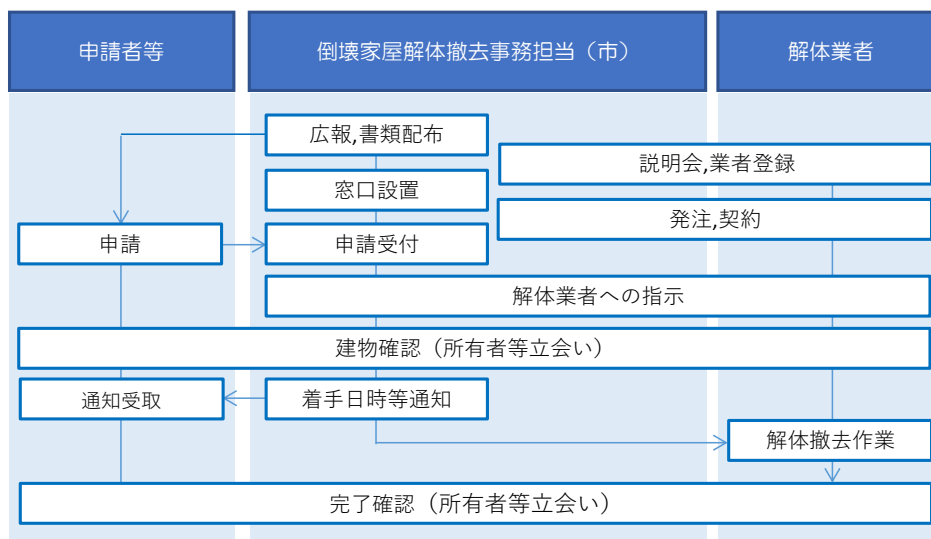 申請者等
倒壊家屋解体撤去事務担当（市）
解体業者
広報,書類配布
説明会,業者登録
窓口設置
発注,契約
申請
申請受付
解体業者への指示
建物確認（所有者等立会い）
通知受取
着手日時等通知
解体撤去作業
完了確認（所有者等立会い）